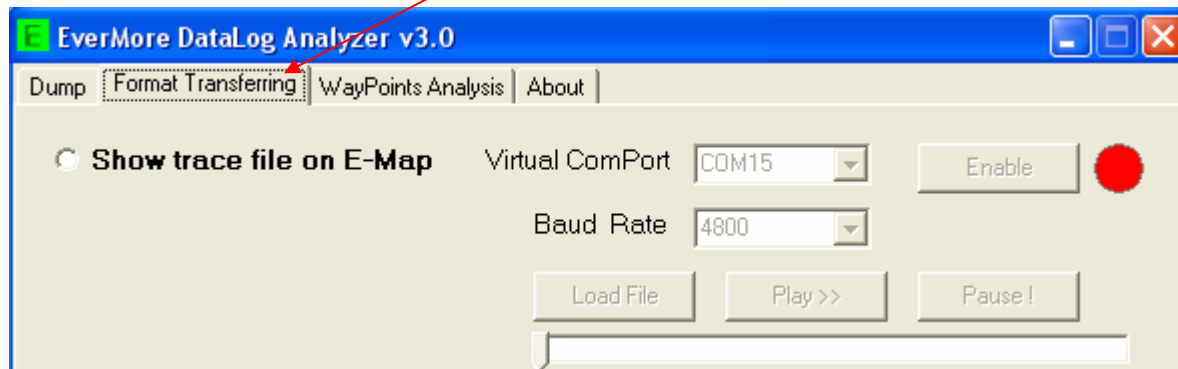 E EverMore DataLog Analyzer v3.0
Dump Format Transferring WayPoints Analysis About
Show trace file on E-Map Virtual ComPort COM15 Enable
Baud Rate 4800
Load File Play >> Pause !